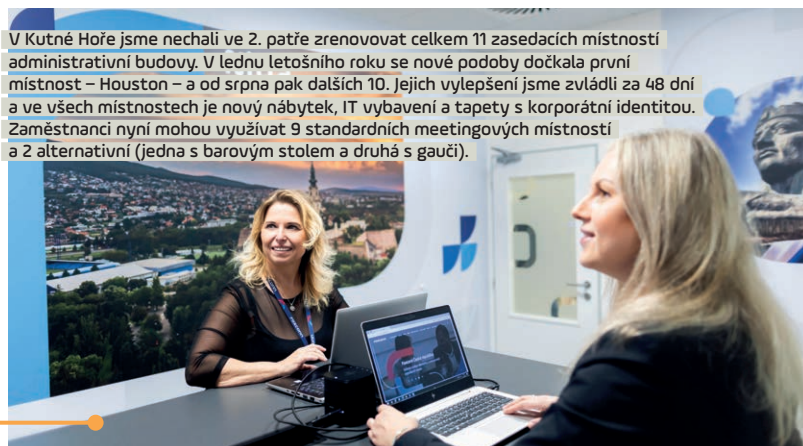 V Kutné Hoře jsme nechali ve 2. patře zrenovovat celkem 11 zasedacích místností
administrativní budovy. V lednu letošního roku se nové podoby dočkala první
místnost – Houston – a od srpna pak dalších 10. Jejich vylepšení jsme zvládli za 48 dní
a ve všech místnostech je nový nábytek, IT vybavení a tapety s korporátní identitou.
Zaměstnanci nyní mohou využívat 9 standardních meetingových místností
a 2 alternativní (jedna s barovým stolem a druhá s gauči).